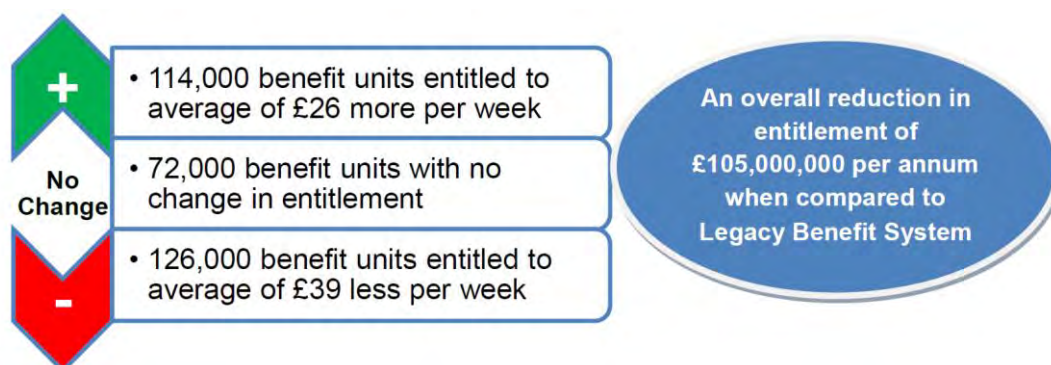 +
• 114,000 benefit units entitled to
average of £26 more per week
No
Change
• 72,000 benefit units with no
change in entitlement
-
• 126,000 benefit units entitled to
average of £39 less per week
An overall reduction in
entitlement of
£105,000,000 per annum
when compared to
Legacy Benefit System